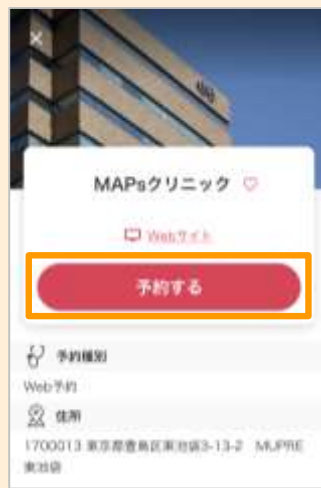 MAPsクリニック
Webサイト
予約する
予約種別
Web予約
住所
1700013 東京都豊島区東池袋3-13-2 MUPRE
東池袋